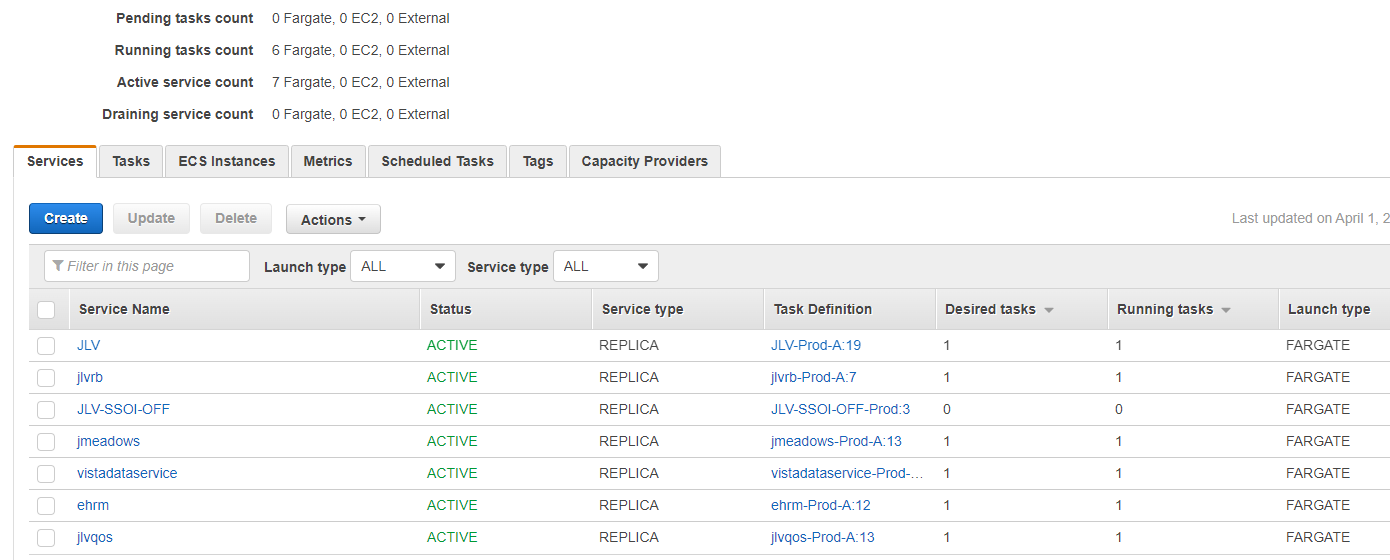 Pending tasks count 0 Fargate, 0 EC2, 0 External
Running tasks count 6 Fargate, 0 EC2, 0 External
Active service count 7 Fargate, 0 EC2, 0 External
Draining service count 0 Fargate, 0 EC2, 0 External
Services Tasks ECS Instances Metrics Scheduled Tasks Tags Capacity Providers
Create Update Delete Actions Last updated on April 1, 2
Filter in this page Launch type ALL Service type ALL
Service Name Status Service type Task Definition Desired tasks Running tasks Launch type
JLV ACTIVE REPLICA JLV-Prod-A:19 1 1 FARGATE
jlvrb ACTIVE REPLICA jlvrb-Prod-A:7 1 1 FARGATE
JLV-SSOI-OFF ACTIVE REPLICA JLV-SSOI-OFF-Prod:3 0 0 FARGATE
jmeadows ACTIVE REPLICA jmeadows-Prod-A:13 1 1 FARGATE
vistadataservice ACTIVE REPLICA vistadataservice-Prod-... 1 1 FARGATE
ehrm ACTIVE REPLICA ehrm-Prod-A:12 1 1 FARGATE
jlvqos ACTIVE REPLICA jlvqos-Prod-A:13 1 1 FARGATE